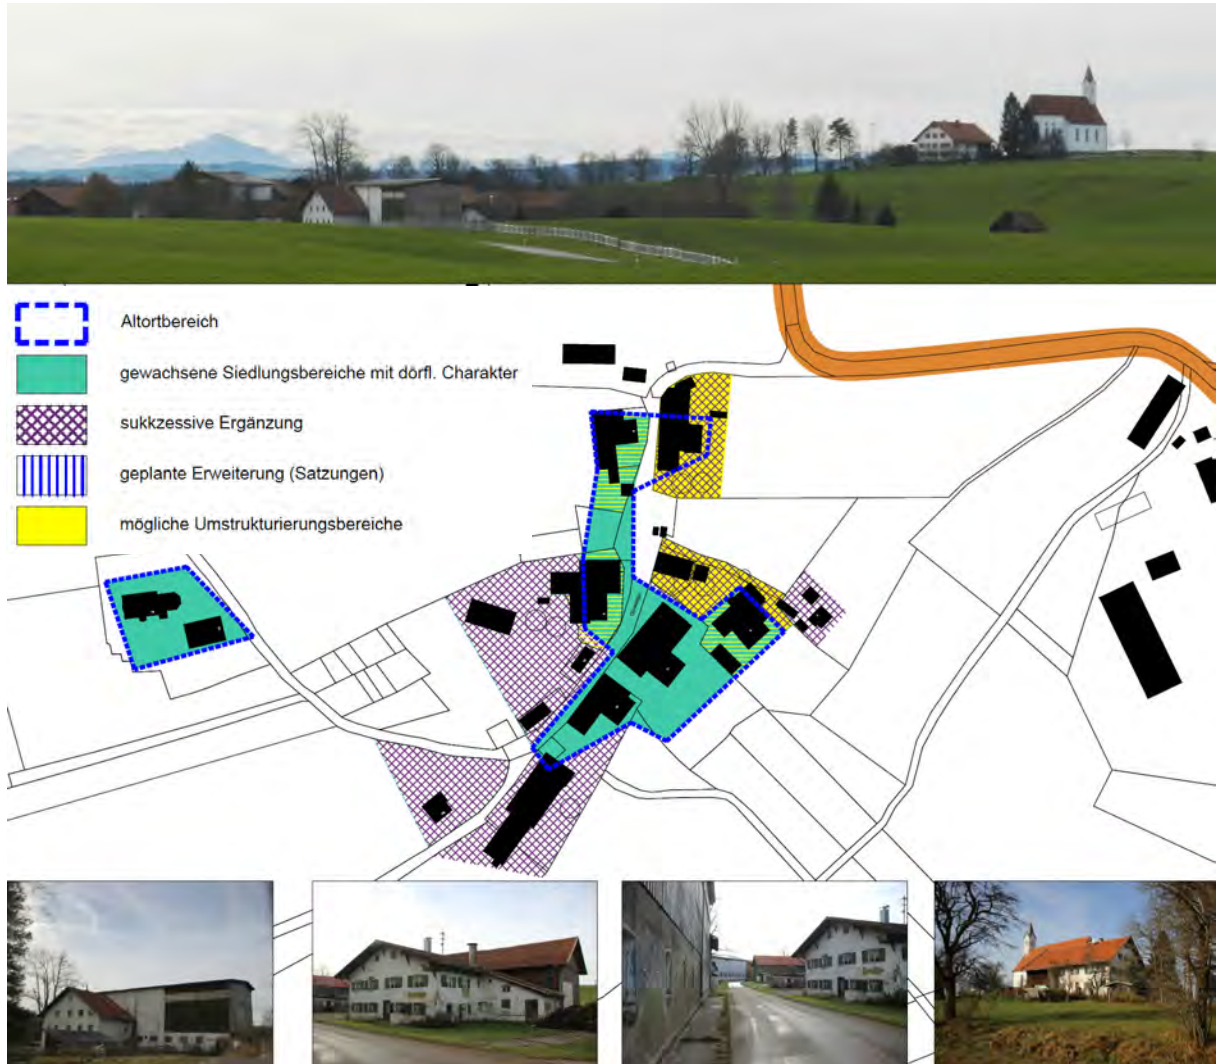 Altortbereich
gewachsene Siedlungsbereiche mit dörfl. Charakter
sukkzessive Ergänzung
geplante Erweiterung (Satzungen)
mögliche Umstrukturierungsbereiche